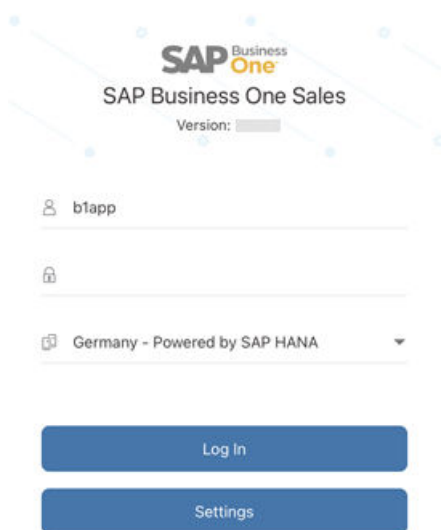 SAP Business One
SAP Business One Sales
Version:
b1app
Germany - Powered by SAP HANA
Log In
Settings